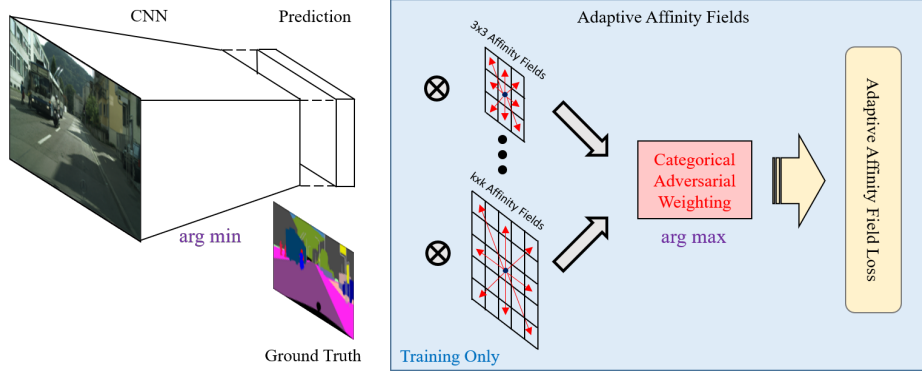 CNN
Prediction
arg min
Ground Truth
Adaptive Affinity Fields
3x3 Affinity Fields
kxk Affinity Fields
Categorical
Adversarial
Weighting
arg max
Adaptive Affinity Field Loss
Training Only